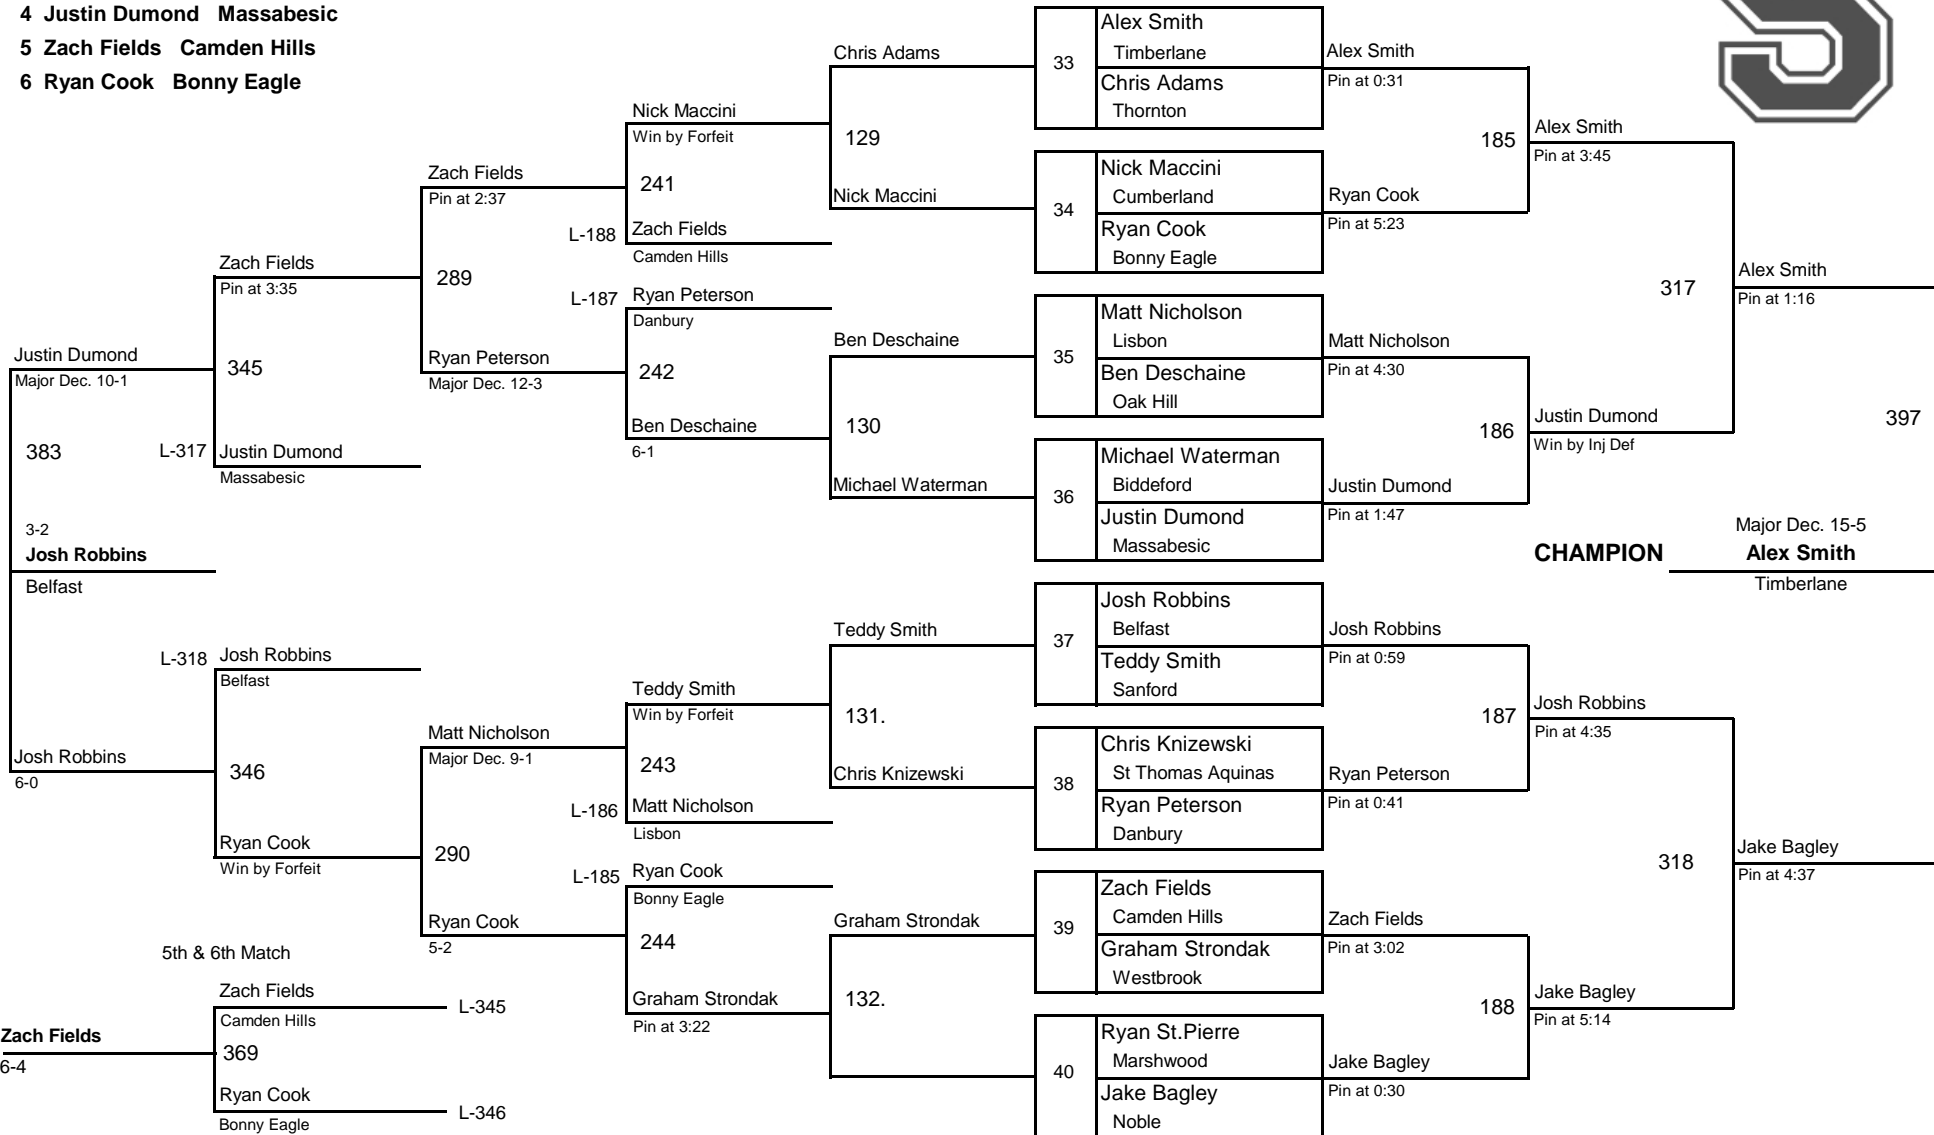 4 Justin Dumond Massabesic
5 Zach Fields Camden Hills
6 Ryan Cook Bonny Eagle
Justin Dumond
Major Dec. 10-1
383
3-2
Josh Robbins
Belfast
Josh Robbins
6-0
5th & 6th Match
Zach Fields
6-4
Zach Fields
Pin at 3:35
345
L-317
Justin Dumond
Massabesic
L-318
Josh Robbins
Belfast
346
Ryan Cook
Win by Forfeit
Zach Fields
L-345
Camden Hills
369
Ryan Cook
L-346
Bonny Eagle
Zach Fields
Pin at 2:37
289
Ryan Peterson
Major Dec. 12-3
Matt Nicholson
Major Dec. 9-1
290
Ryan Cook
5-2
Nick Maccini
Win by Forfeit
241
L-188
Zach Fields
Camden Hills
L-187
Ryan Peterson
Danbury
242
Ben Deschaine
6-1
Teddy Smith
Win by Forfeit
243
L-186
Matt Nicholson
Lisbon
L-185
Ryan Cook
Bonny Eagle
244
Graham Strondak
Pin at 3:22
Chris Adams
129
Nick Maccini
Ben Deschaine
130
Michael Waterman
Teddy Smith
131.
Chris Knizewski
Graham Strondak
132.
33
Alex Smith
Timberlane
Chris Adams
Thornton
34
Nick Maccini
Cumberland
Ryan Cook
Bonny Eagle
35
Matt Nicholson
Lisbon
Ben Deschaine
Oak Hill
36
Michael Waterman
Biddeford
Justin Dumond
Massabesic
37
Josh Robbins
Belfast
Teddy Smith
Sanford
38
Chris Knizewski
St Thomas Aquinas
Ryan Peterson
Danbury
39
Zach Fields
Camden Hills
Graham Strondak
Westbrook
40
Ryan St.Pierre
Marshwood
Jake Bagley
Noble
Alex Smith
Pin at 0:31
185
Ryan Cook
Pin at 5:23
Matt Nicholson
Pin at 4:30
186
Justin Dumond
Pin at 1:47
Josh Robbins
Pin at 0:59
187
Ryan Peterson
Pin at 0:41
Zach Fields
Pin at 3:02
188
Jake Bagley
Pin at 0:30
Alex Smith
Pin at 3:45
317
Justin Dumond
Win by Inj Def
Josh Robbins
Pin at 4:35
318
Jake Bagley
Pin at 5:14
Alex Smith
Pin at 1:16
397
Major Dec. 15-5
CHAMPION Alex Smith
Timberlane
Jake Bagley
Pin at 4:37